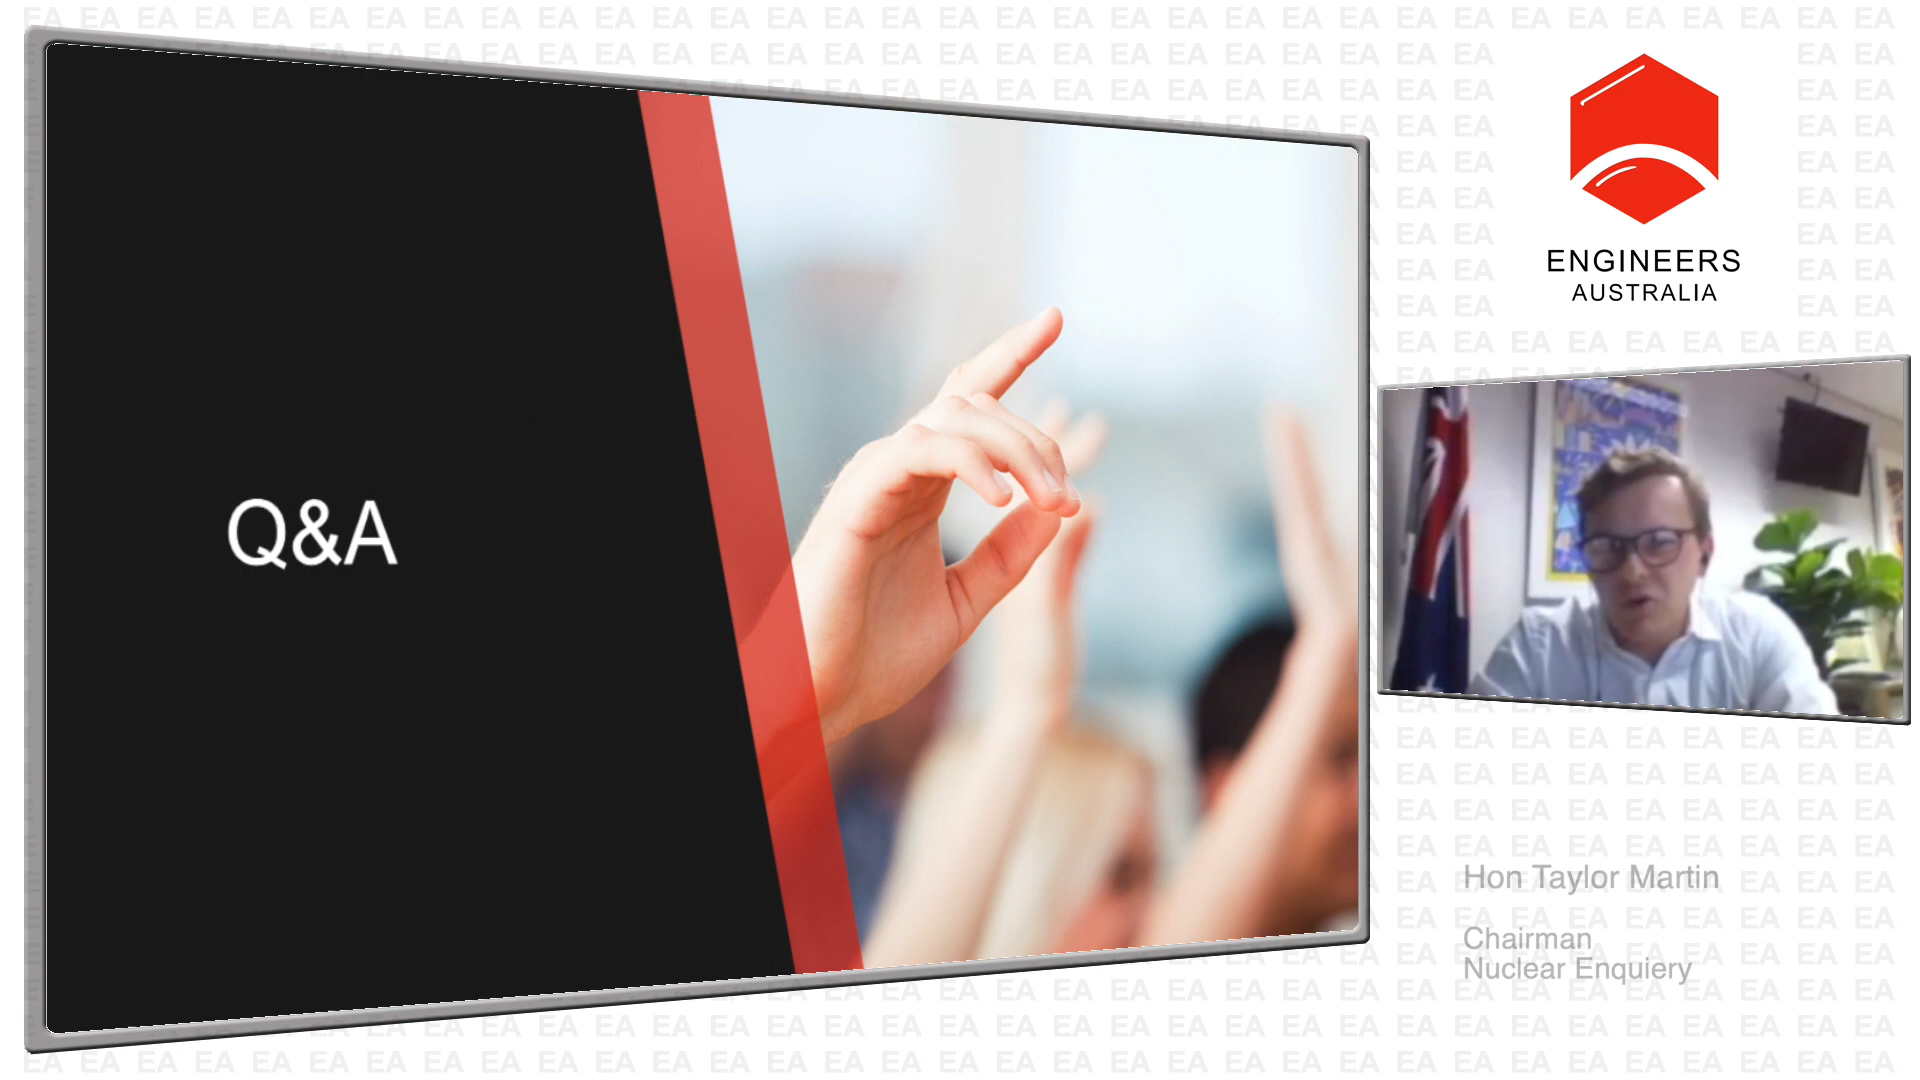 Q&A
ENGINEERS
AUSTRALIA
Hon Taylor Martin
Chairman
Nuclear Enquiery